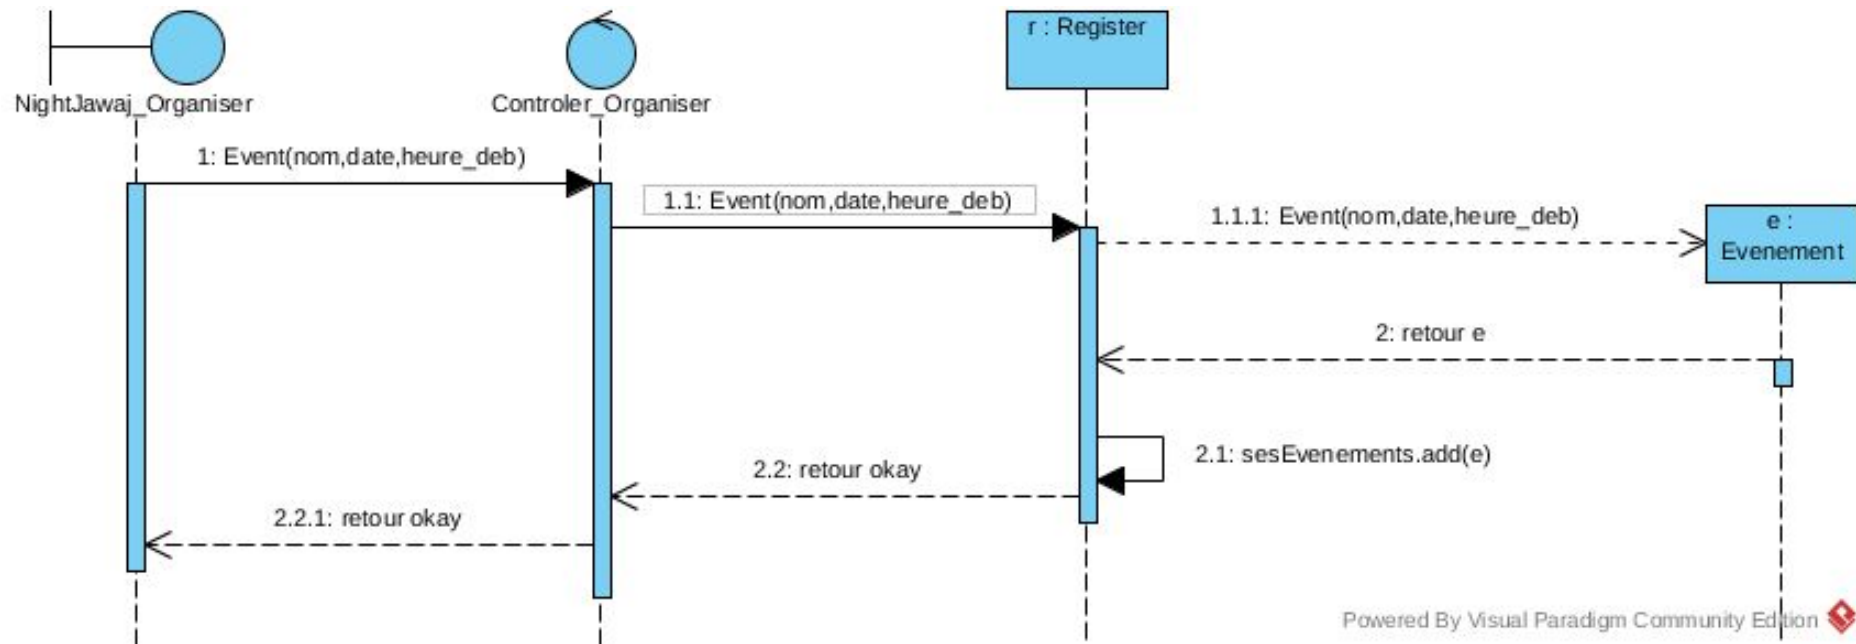 r : Register
NightJawaj_Organiser
Controler_Organiser
1: Event(nom,date,heure_deb)
1.1: Event(nom,date,heure_deb)
1.1.1: Event(nom,date,heure_deb)
e :
Evenement
2: retour e
2.1: sesEvenements.add(e)
2.2: retour okay
2.2.1: retour okay
Powered By Visual Paradigm Community Edition